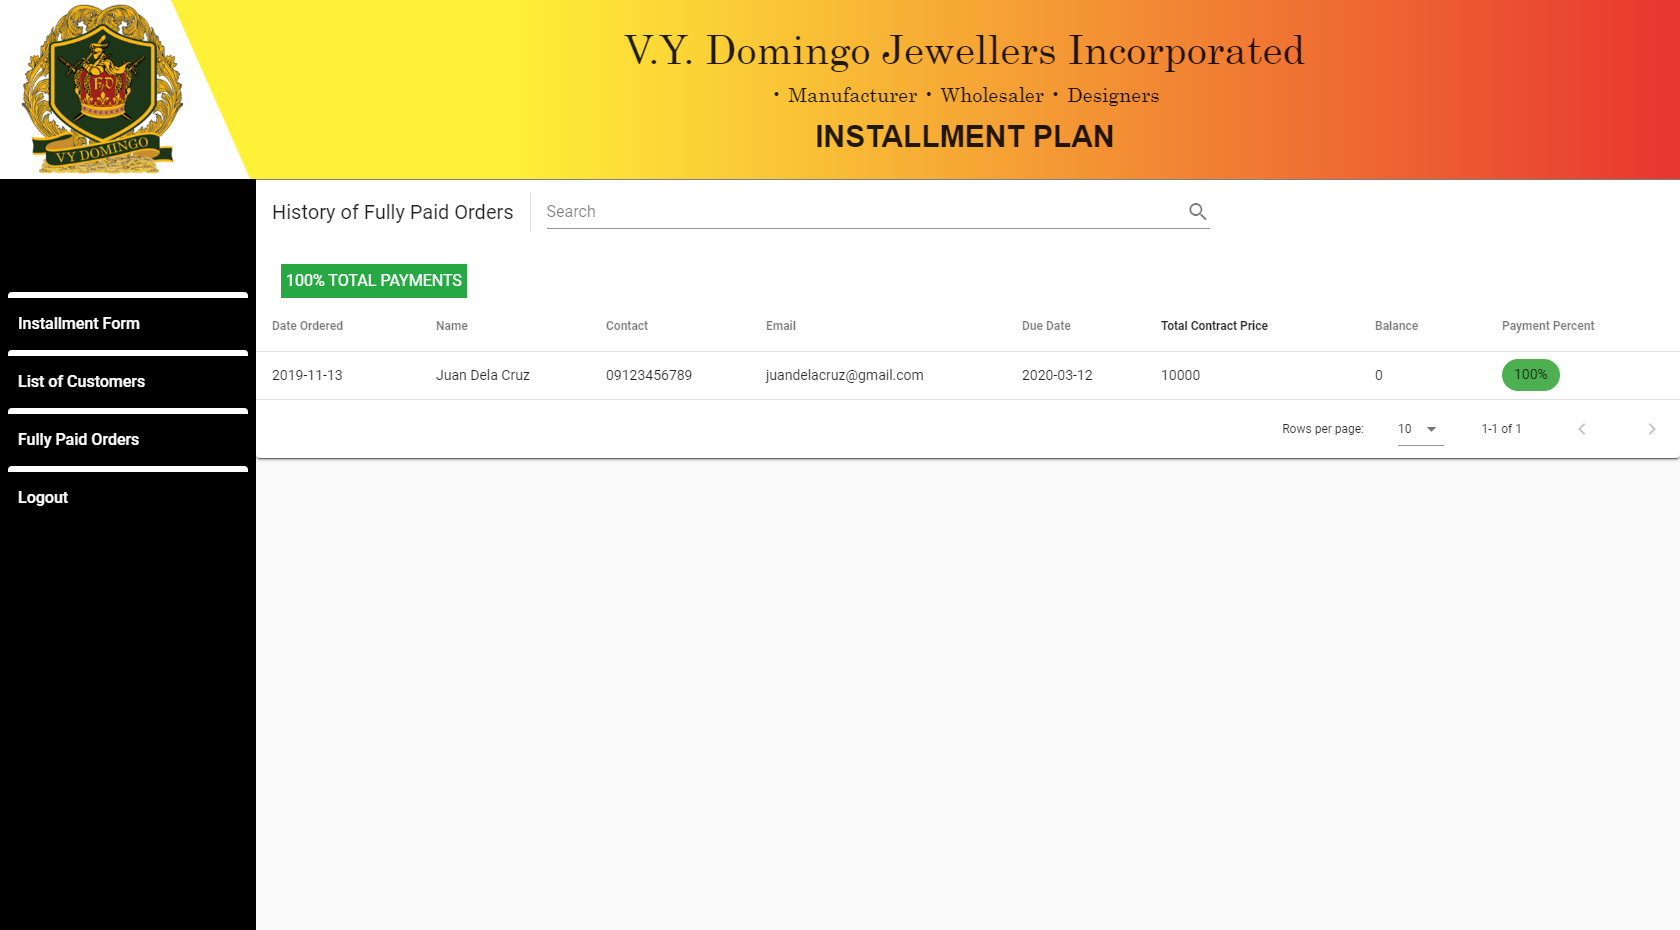 V.Y. Domingo Jewellers Incorporated
• Manufacturer • Wholesaler • Designers
INSTALLMENT PLAN
VY DOMINGO
Installment Form
List of Customers
Fully Paid Orders
Logout
History of Fully Paid Orders
Search
100% TOTAL PAYMENTS
Date Ordered Name Contact Email Due Date Total Contract Price Balance Payment Percent
2019-11-13 Juan Dela Cruz 09123456789 juandelacruz@gmail.com 2020-03-12 10000 0 100%
Rows per page: 10 1-1 of 1